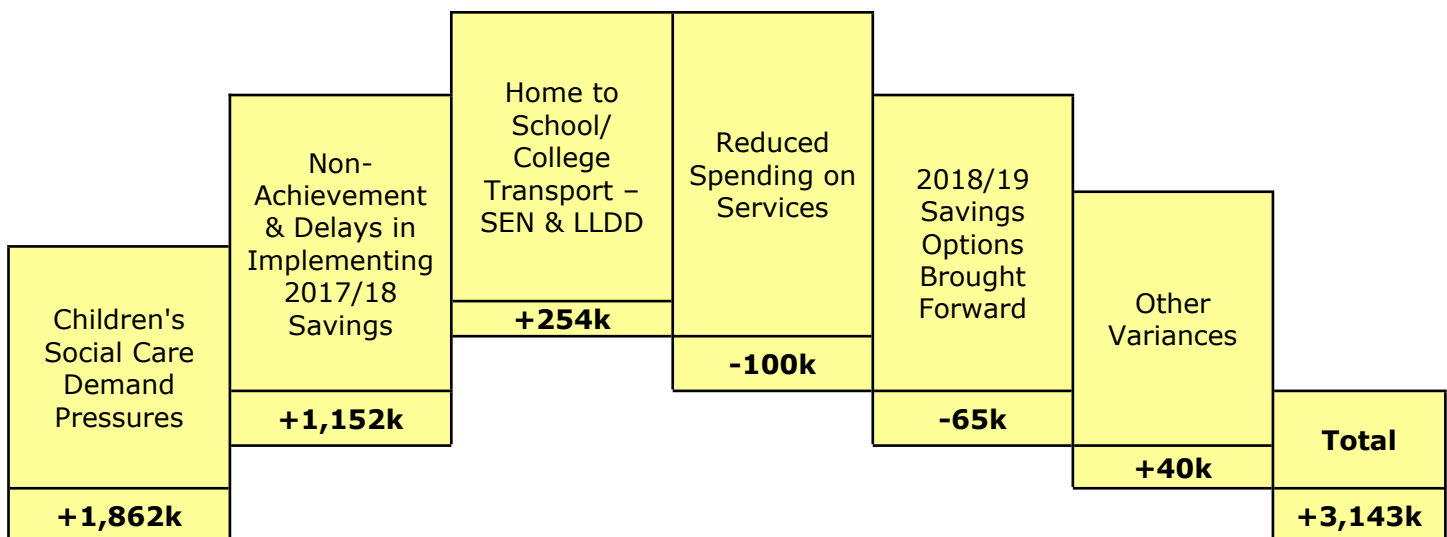 Children's
Social Care
Demand
Pressures
+1,862k
Non-
Achievement
& Delays in
Implementing
2017/18
Savings
+1,152k
Home to
School/
College
Transport –
SEN & LLDD
+254k
Reduced
Spending on
Services
-100k
2018/19
Savings
Options
Brought
Forward
-65k
Other
Variances
+40k
Total
+3,143k